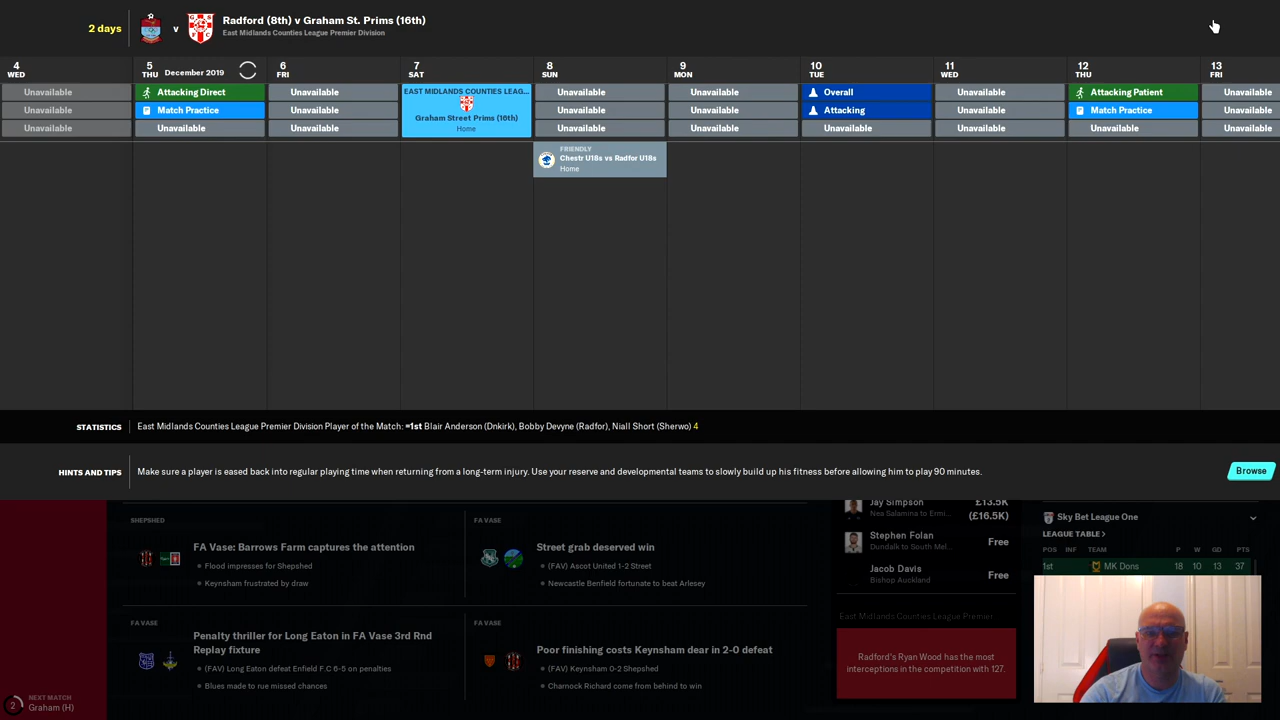 2 days
v
Radford (8th) v Graham St. Prims (16th)
East Midlands Counties League Premier Division
4 WED
5 THU December 2019
6 FRI
7 SAT
8 SUN
9 MON
10 TUE
11 WED
12 THU
13 FRI
Unavailable Attacking Direct Unavailable EAST MIDLANDS COUNTIES LEAG... Unavailable Unavailable Overall Unavailable Attacking Patient Unavailable
Unavailable Match Practice Unavailable Graham Street Prims (16th) Unavailable Unavailable Attacking Unavailable Match Practice Unavailable
Unavailable Unavailable Unavailable Home Unavailable Unavailable Unavailable Unavailable Unavailable Unavailable
FRIENDLY
Chestr U18s vs Radfor U18s
Home
STATISTICS East Midlands Counties League Premier Division Player of the Match: =1st Blair Anderson (Dnkirk), Bobby Devyne (Radfor), Niall Short (Sherwo) 4
HINTS AND TIPS Make sure a player is eased back into regular playing time when returning from a long-term injury. Use your reserve and developmental teams to slowly build up his fitness before allowing him to play 90 minutes.
Browse
SHEPSHED
FA Vase: Barrows Farm captures the attention
Flood impresses for Shepshed
Keynsham frustrated by draw
FA VASE
Street grab deserved win
(FAV) Ascot United 1-2 Street
Newcastle Benfield fortunate to beat Arlesey
FA VASE
Penalty thriller for Long Eaton in FA Vase 3rd Rnd
Replay fixture
(FAV) Long Eaton defeat Enfield F.C 6-5 on penalties
Blues made to rue missed chances
FA VASE
Poor finishing costs Keynsham dear in 2-0 defeat
(FAV) Keynsham 0-2 Shepshed
Charnock Richard come from behind to win
Jay Simpson £13.5K
Nea Salamina to Ermi... (£16.5K)
Stephen Folan Free
Dundalk to South Mel...
Jacob Davis Free
Bishop Auckland
East Midlands Counties League Premier
Radford's Ryan Wood has the most
interceptions in the competition with 127.
Sky Bet League One
LEAGUE TABLE >
POS INF TEAM P W GD PTS
1st MK Dons 18 10 13 37
2 NEXT MATCH
Graham (H)